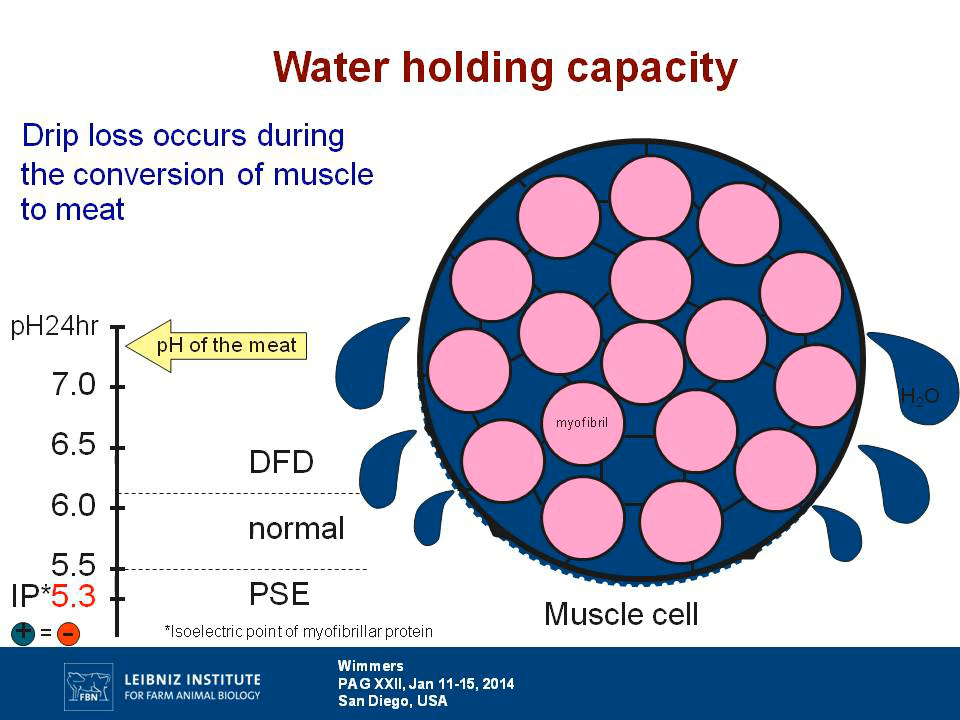 Water holding capacity
Drip loss occurs during
the conversion of muscle
to meat
pH24hr
pH of the meat
7.0
6.5
6.0
5.5
IP*5.3
+ = -
DFD
normal
PSE
*Isoelectric point of myofibrillar protein
myofibril
H₂O
Muscle cell
FBN
LEIBNIZ INSTITUTE
FOR FARM ANIMAL BIOLOGY
Wimmers
PAG XXII, Jan 11-15, 2014
San Diego, USA